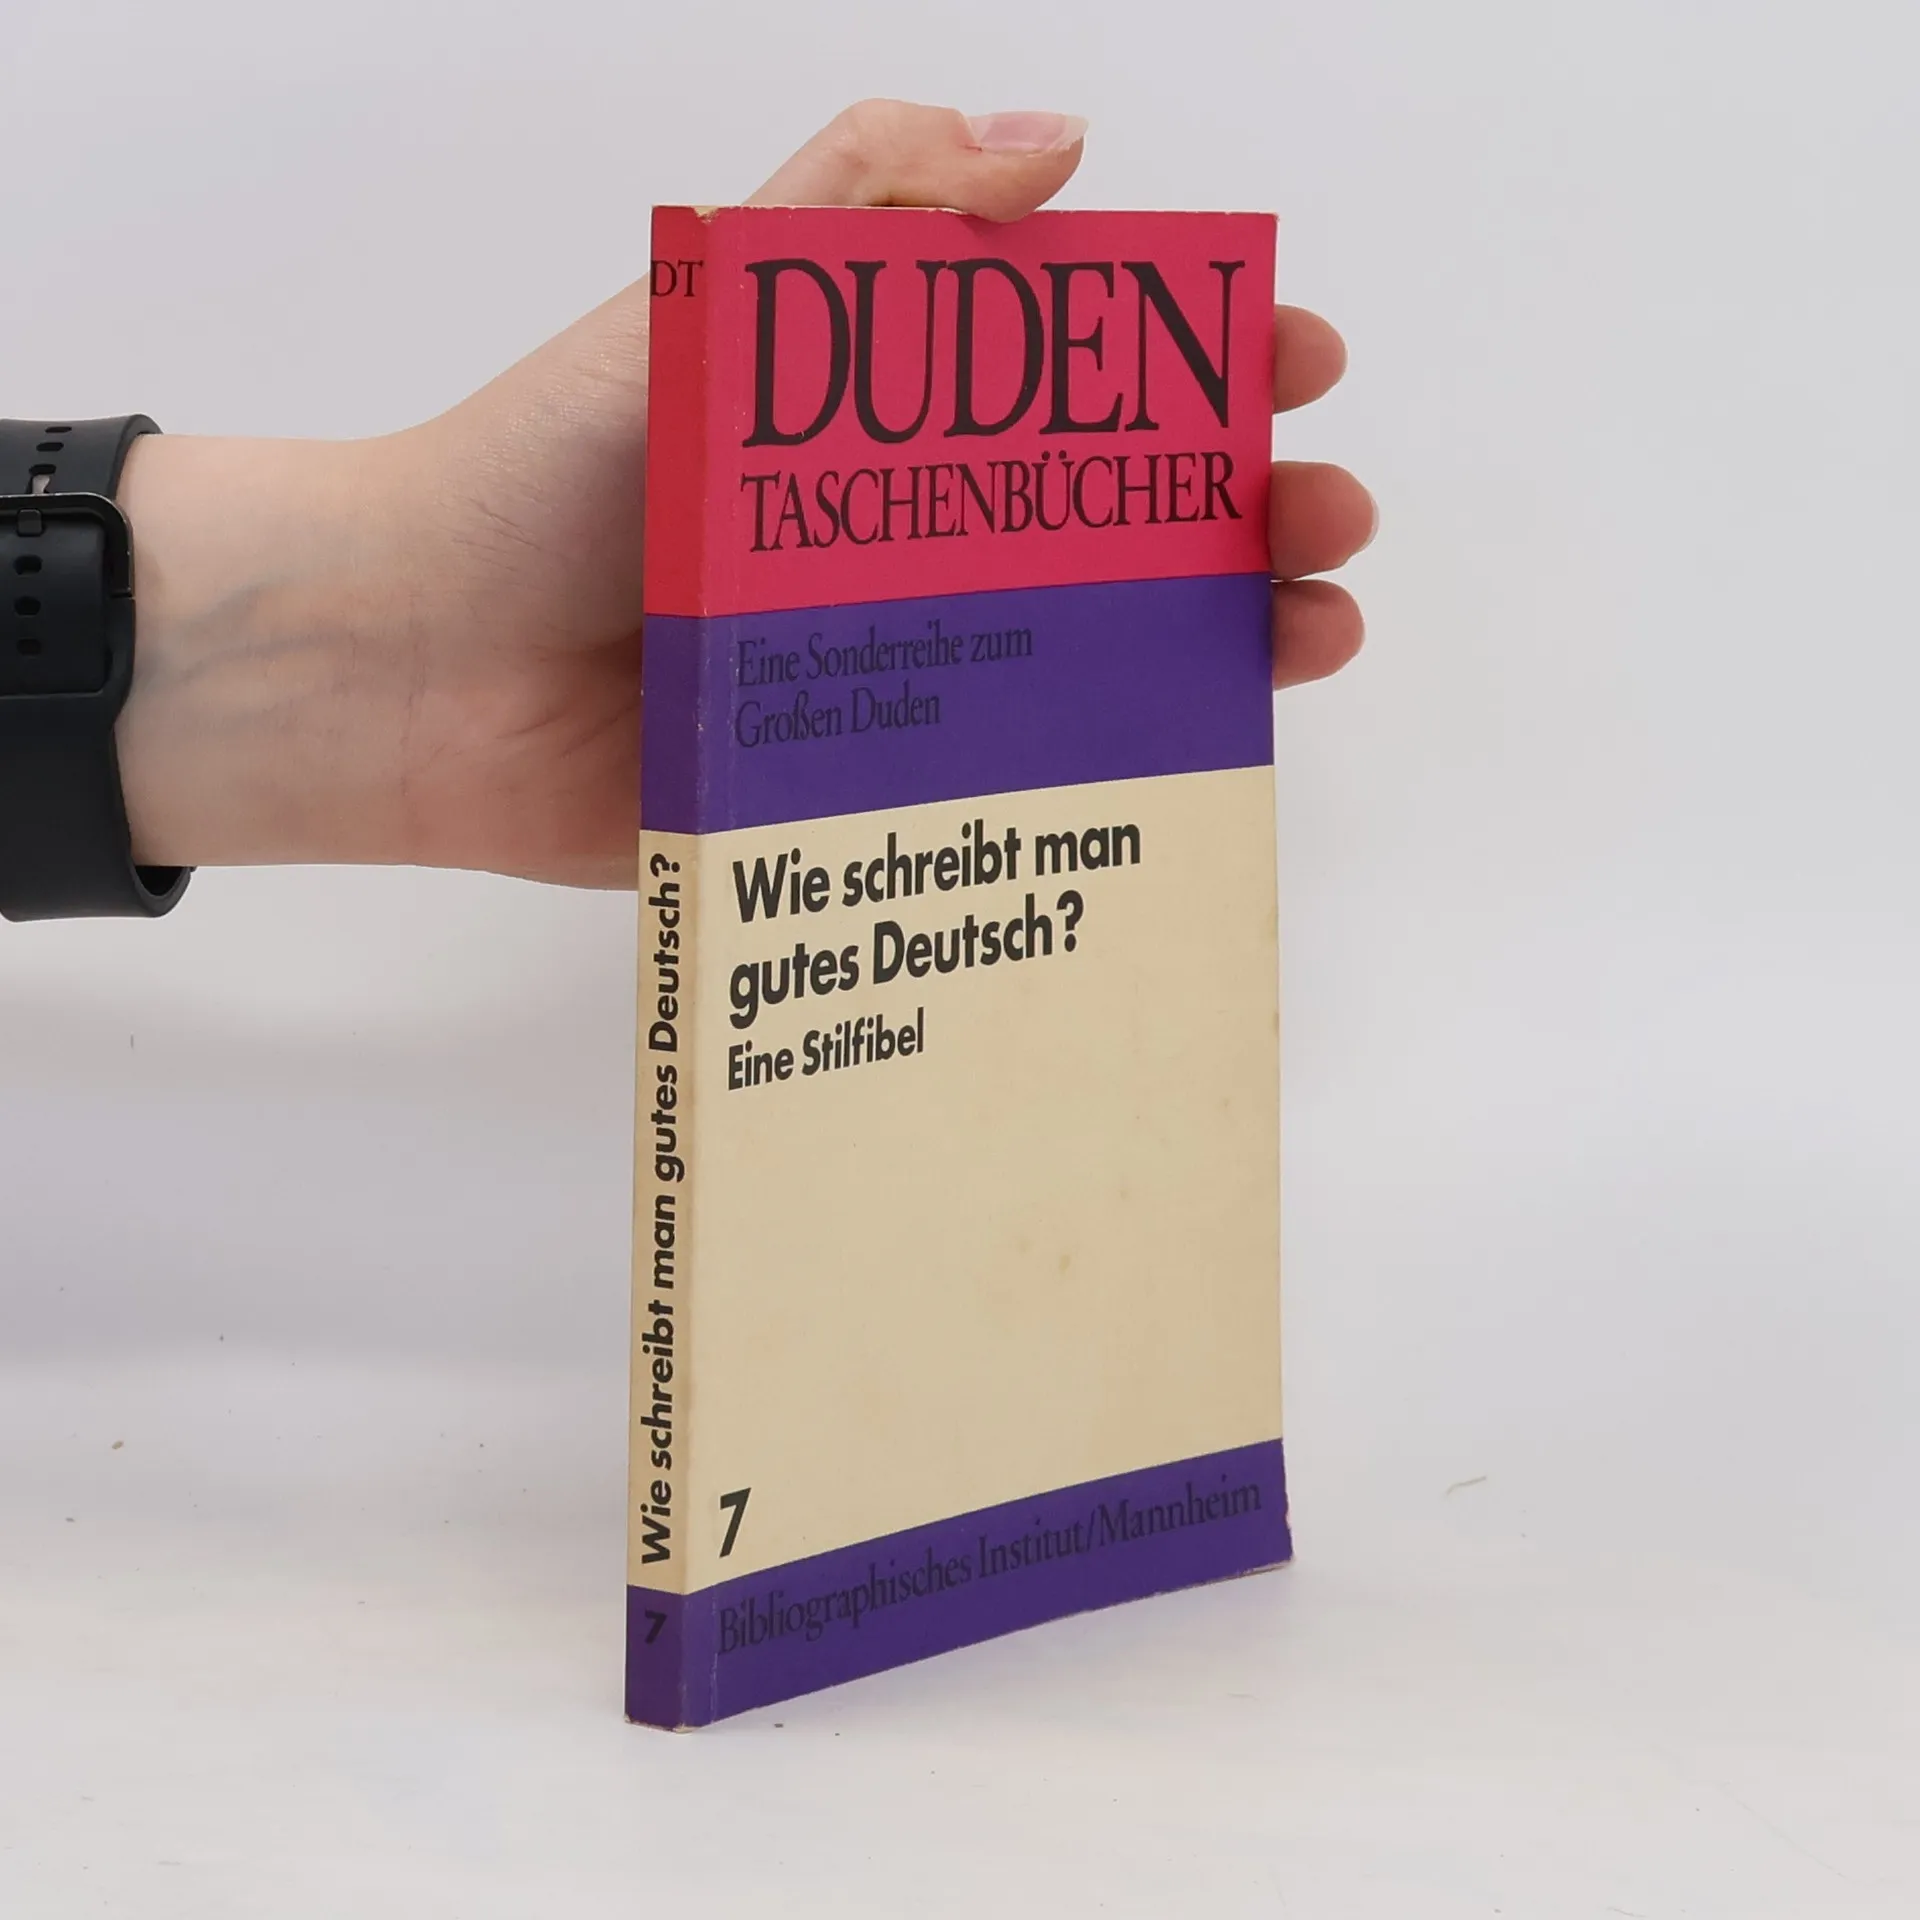 DT
Wie schreibt man gutes Deutsch?
7
DUDEN
TASCHENBÜCHER
Eine Sonderreihe zum
Großen Duden
Wie schreibt man
gutes Deutsch?
Eine Stilfibel
7
Bibliographisches Institut/Mannheim